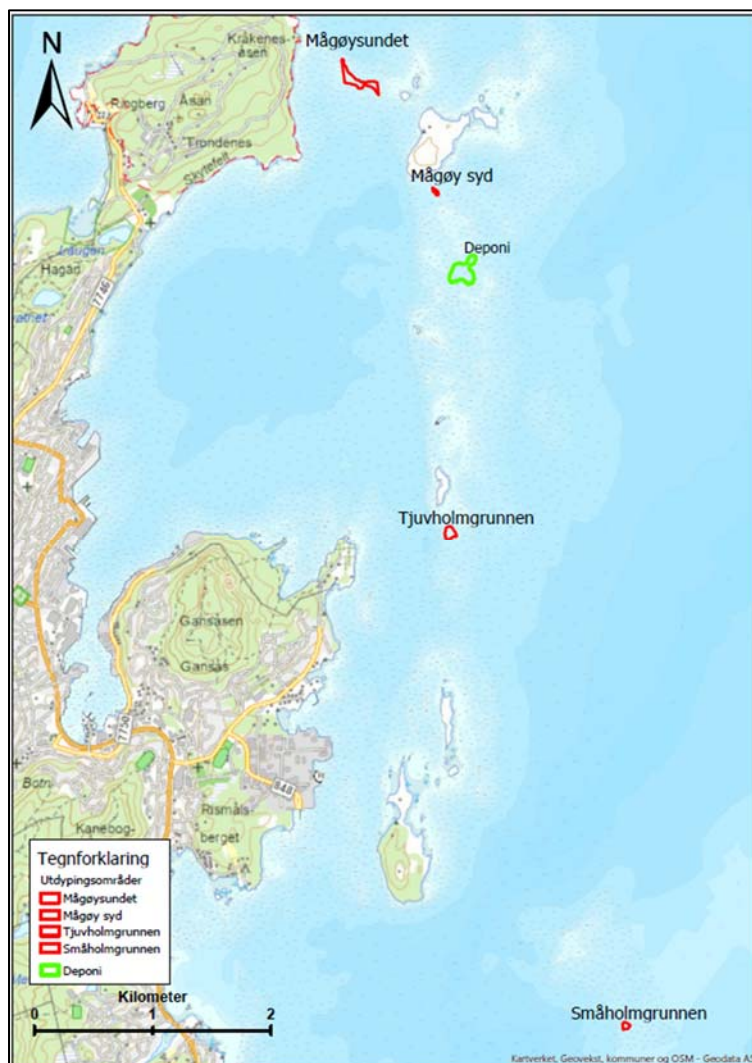 N
Mågøysundet
Kråkenes-
åsen
Åsan
Trondenes
Skytefelt
Mågøy syd
Deponi
Laugen
Hagan
7746
Tjuvholmgrunnen
Gansåsen
Gansås
7750
848
Botn
Rismåls-
berget
Kanebog-
Tegnforklaring
Utdypingsområder
Mågøysundet
Mågøy syd
Tjuvholmgrunnen
Småholmgrunnen
Deponi
Kilometer
0 1 2
Småholmgrunnen
Kartverket, Geovekst, kommuner og OSM - Geodata AS